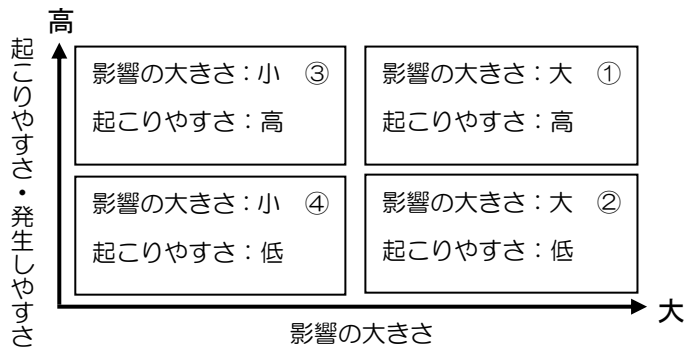 高
起こりやすさ・発生しやすさ
影響の大きさ：小 ③
起こりやすさ：高
影響の大きさ：大 ①
起こりやすさ：高
影響の大きさ：小 ④
起こりやすさ：低
影響の大きさ：大 ②
起こりやすさ：低
大
影響の大きさ